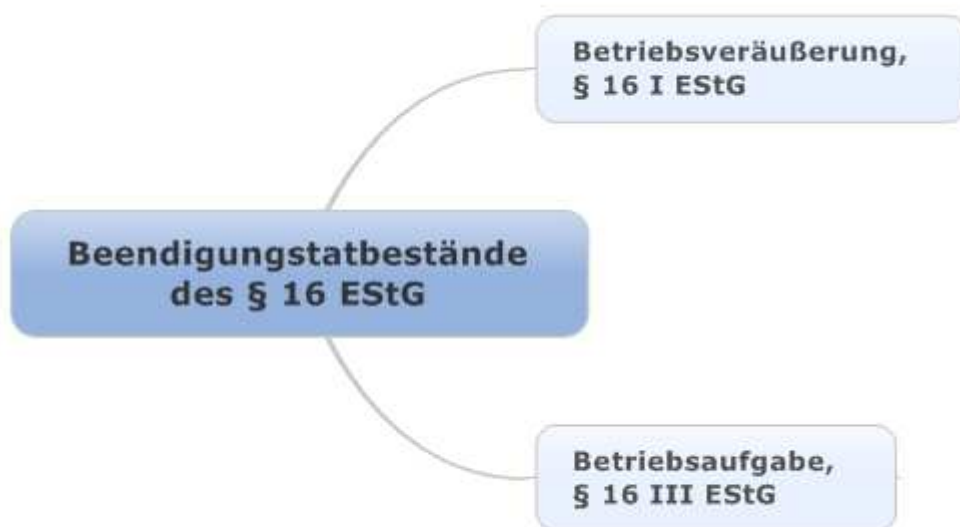 Betriebsveräußerung,
§ 16 I EStG
Beendigungstatbestände
des § 16 EStG
Betriebsaufgabe,
§ 16 III EStG